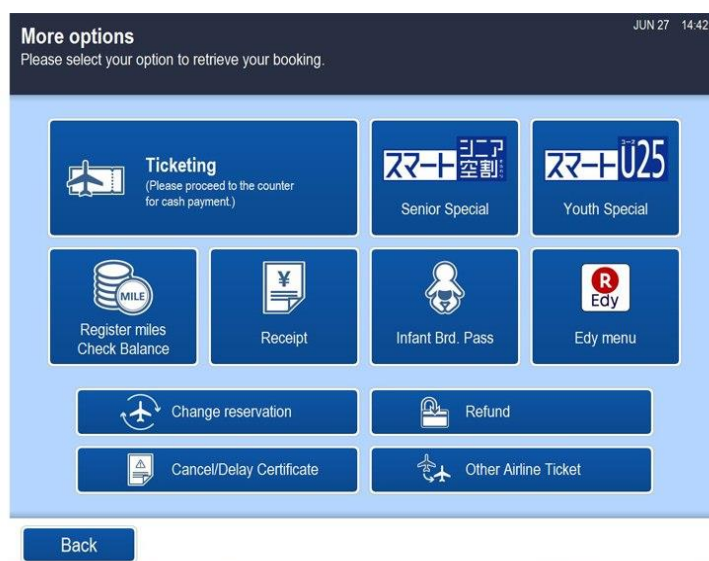 JUN 27 14:42
More options
Please select your option to retrieve your booking.
Ticketing
(Please proceed to the counter
for cash payment.)
スマート シニア
空割
Senior Special
スマート U25
Youth Special
MILE
Register miles
Check Balance
¥
Receipt
Infant Brd. Pass
R
Edy
Edy menu
Change reservation
Refund
Cancel/Delay Certificate
Other Airline Ticket
Back